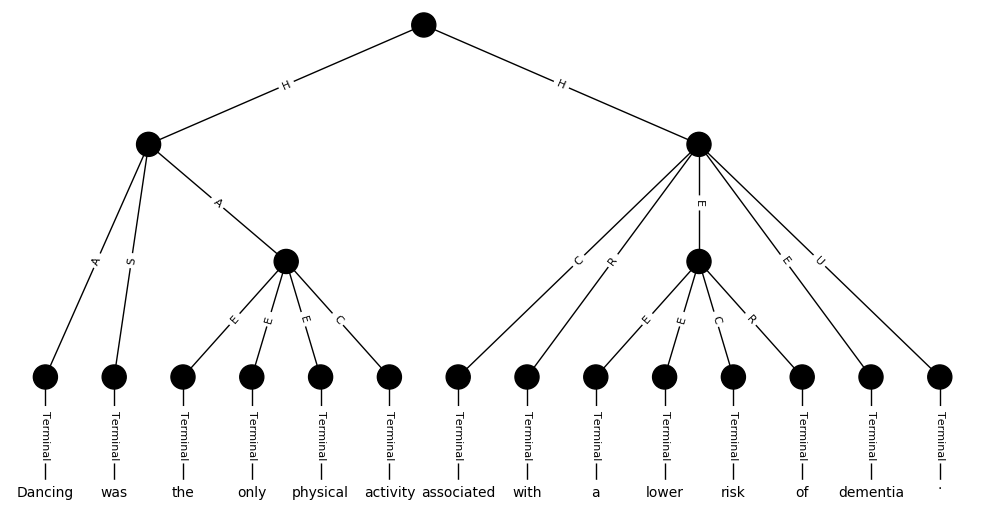 H H
A S A C R E E U
E E E C E E C R
Terminal Terminal Terminal Terminal Terminal Terminal Terminal Terminal Terminal Terminal Terminal Terminal Terminal Terminal
Dancing was the only physical activity associated with a lower risk of dementia .